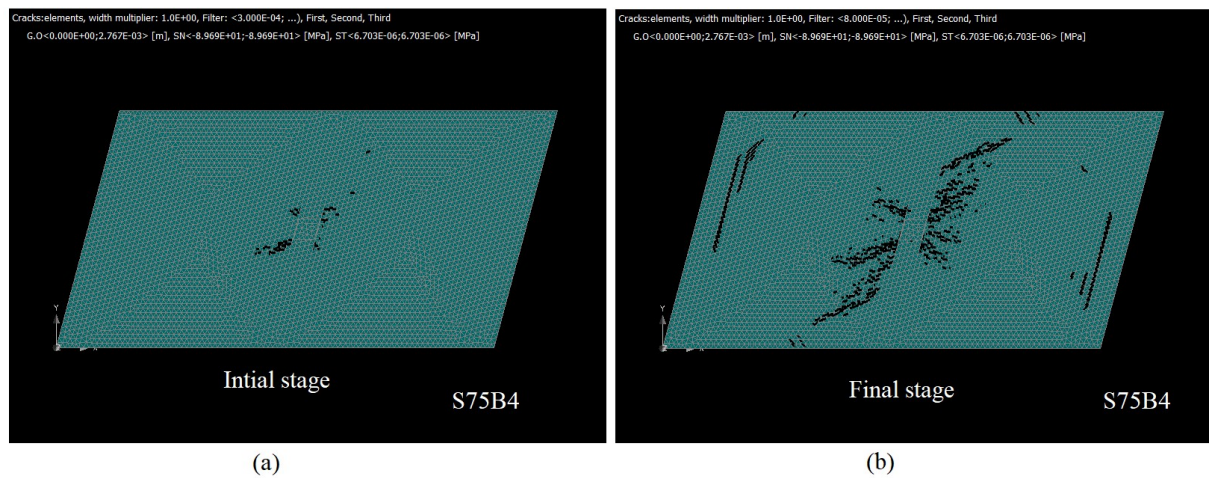 Cracks:elements, width multiplier: 1.0E+00, Filter: <3.000E-04; ...), First, Second, Third
G.O<0.000E+00;2.767E-03> [m], SN<-8.969E+01;-8.969E+01> [MPa], ST<6.703E-06;6.703E-06> [MPa]
Y
X
Intial stage
S75B4
(a)
Cracks:elements, width multiplier: 1.0E+00, Filter: <8.000E-05; ...), First, Second, Third
G.O<0.000E+00;2.767E-03> [m], SN<-8.969E+01;-8.969E+01> [MPa], ST<6.703E-06;6.703E-06> [MPa]
Y
X
Final stage
S75B4
(b)